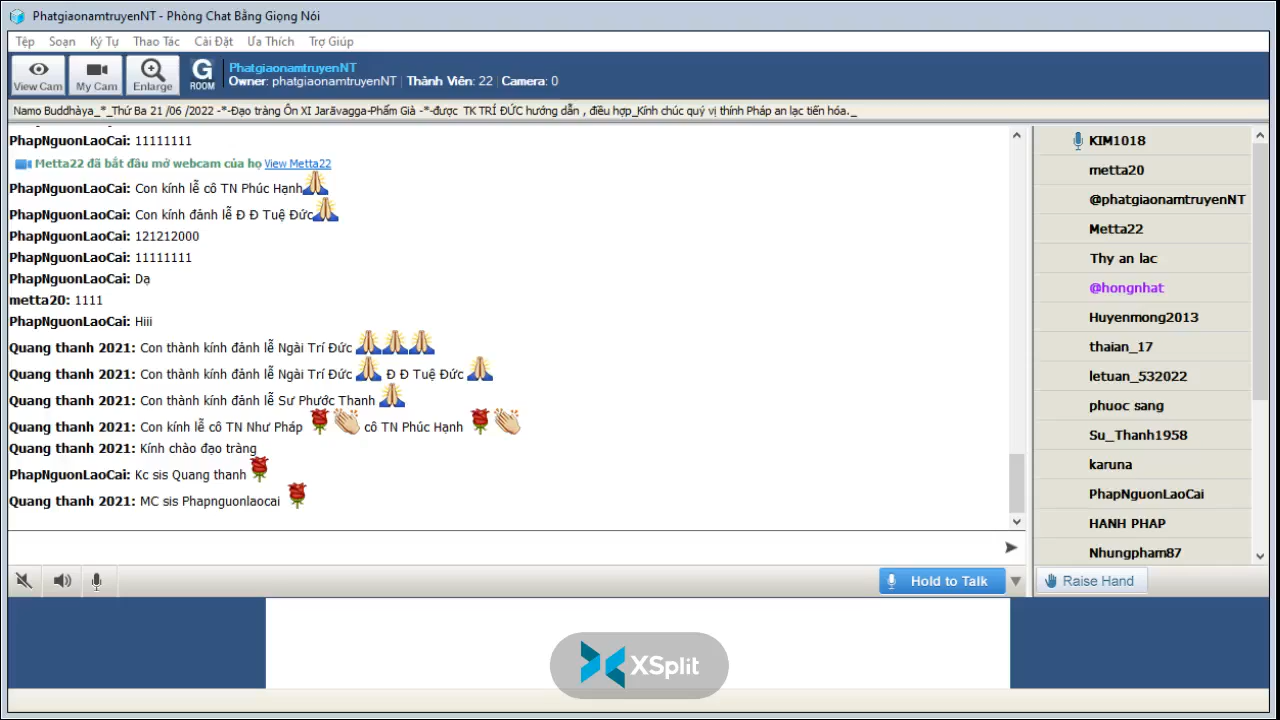 PhatgiaonamtruyenNT - Phòng Chat Bằng Giọng Nói
Tệp Soạn Ký Tự Thao Tác Cài Đặt Ưa Thích Trợ Giúp
View Cam My Cam Enlarge G ROOM
PhatgiaonamtruyenNT
Owner: phatgiaonamtruyenNT Thành Viên: 22 Camera: 0
Namo Buddhàya_*_Thứ Ba 21 /06 /2022 -*-Đạo tràng Ôn XI Jarāvagga-Phẩm Già -*-được TK TRÍ ĐỨC hướng dẫn , điều hợp_Kính chúc quý vị thính Pháp an lạc tiến hóa._
PhapNguonLaoCai: 11111111
Metta22 đã bắt đầu mở webcam của họ View Metta22
PhapNguonLaoCai: Con kính lễ cô TN Phúc Hạnh
PhapNguonLaoCai: Con kính đảnh lễ Đ Đ Tuệ Đức
PhapNguonLaoCai: 121212000
PhapNguonLaoCai: 11111111
PhapNguonLaoCai: Dạ
metta20: 1111
PhapNguonLaoCai: Hiii
Quang thanh 2021: Con thành kính đảnh lễ Ngài Trí Đức
Quang thanh 2021: Con thành kính đảnh lễ Ngài Trí Đức Đ Đ Tuệ Đức
Quang thanh 2021: Con thành kính đảnh lễ Sư Phước Thanh
Quang thanh 2021: Con kính lễ cô TN Như Pháp cô TN Phúc Hạnh
Quang thanh 2021: Kính chào đạo tràng
PhapNguonLaoCai: Kc sis Quang thanh
Quang thanh 2021: MC sis Phapnguonlaocai
KIM1018
metta20
@phatgiaonamtruyenNT
Metta22
Thy an lac
@hongnhat
Huyenmong2013
thaian_17
letuan_532022
phuoc sang
Su_Thanh1958
karuna
PhapNguonLaoCai
HANH PHAP
Nhungpham87
Hold to Talk
Raise Hand
XSplit